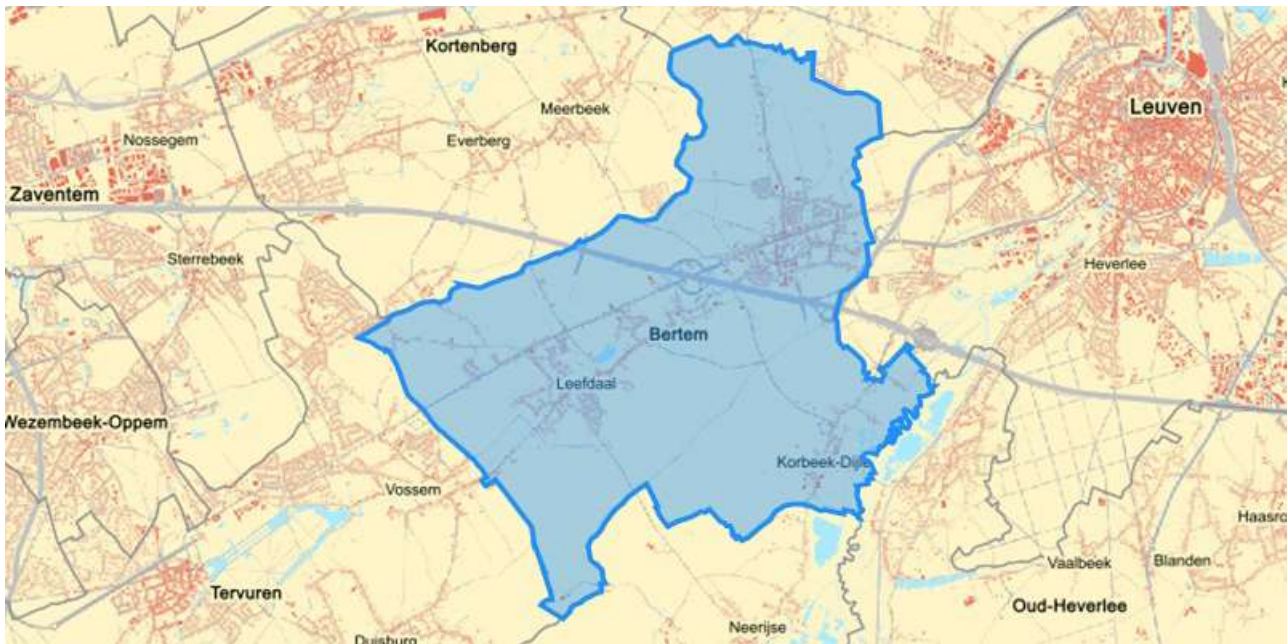 Kortenberg
Leuven
Meerbeek
Nossegem
Everberg
Zaventem
Sterrebeek
Heverlee
Bertem
Leefdaal
Wezembeek-Oppem
Korbeek-Dijle
Vossem
Haasro
Vaalbeek
Blanden
Tervuren
Oud-Heverlee
Neerijse
Duisburg